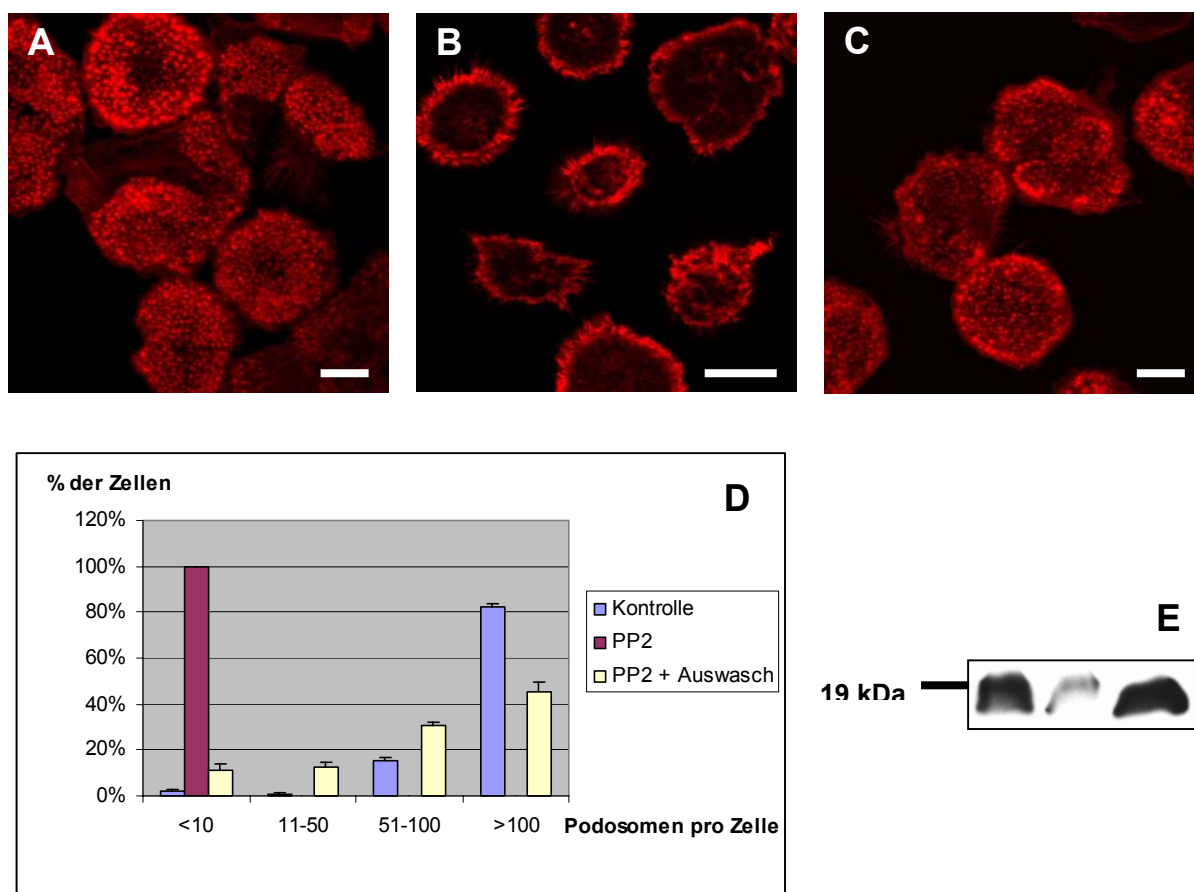 A
B
C
% der Zellen
D
120%
100%
80%
60%
40%
20%
0%
<10
11-50
51-100
>100
Podosomen pro Zelle
Kontrolle
PP2
PP2 + Auswasch
E
19 kDa